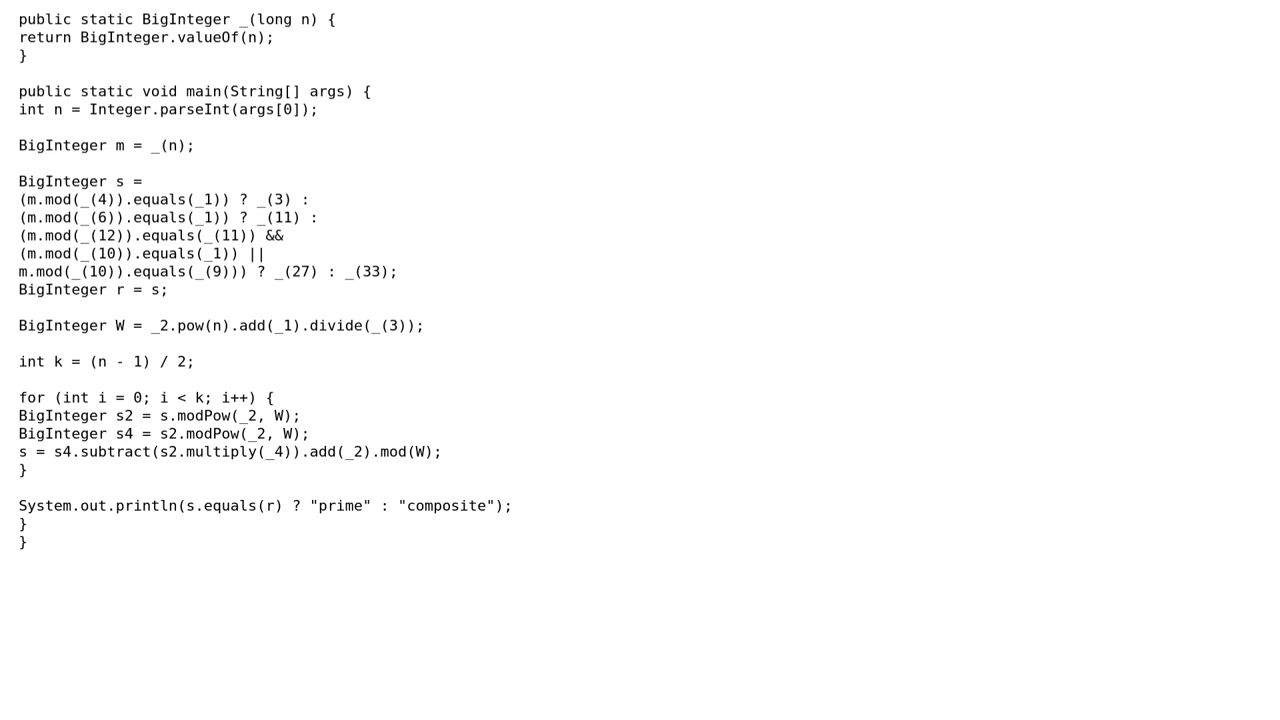 public static BigInteger _(long n) {
return BigInteger.valueOf(n);
}
public static void main(String[] args) {
int n = Integer.parseInt(args[0]);
BigInteger m = _(n);
BigInteger s =
(m.mod(_(4)).equals(_1)) ? _(3) :
(m.mod(_(6)).equals(_1)) ? _(11) :
(m.mod(_(12)).equals(_(11)) &&
(m.mod(_(10)).equals(_1)) ||
m.mod(_(10)).equals(_(9))) ? _(27) : _(33);
BigInteger r = s;
BigInteger W = _2.pow(n).add(_1).divide(_(3));
int k = (n - 1) / 2;
for (int i = 0; i < k; i++) {
BigInteger s2 = s.modPow(_2, W);
BigInteger s4 = s2.modPow(_2, W);
s = s4.subtract(s2.multiply(_4)).add(_2).mod(W);
}
System.out.println(s.equals(r) ? "prime" : "composite");
}
}